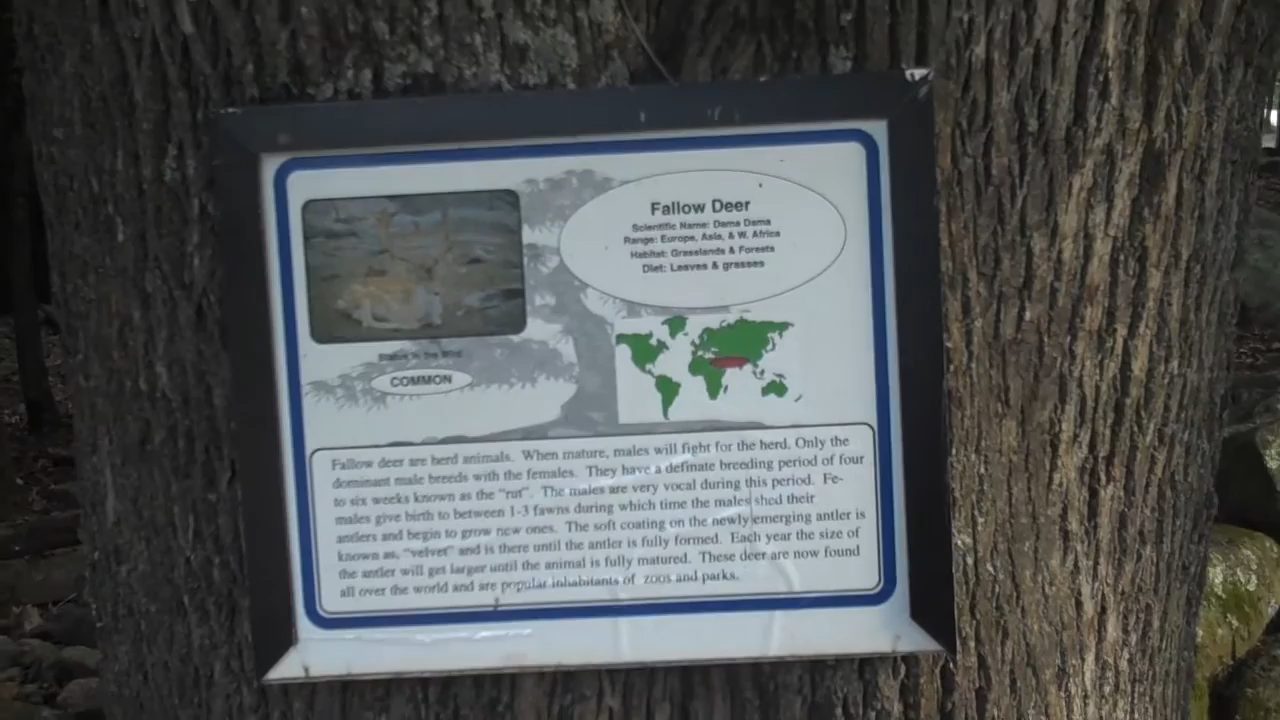 Fallow Deer
Scientific Name: Dama Dama
Range: Europe, Asia, & W. Africa
Habitat: Grasslands & Forests
Diet: Leaves & grasses
Status in the Wild
COMMON
Fallow deer are herd animals. When mature, males will fight for the herd. Only the
dominant male breeds with the females. They have a definate breeding period of four
to six weeks known as the "rut". The males are very vocal during this period. Fe-
males give birth to between 1-3 fawns during which time the males shed their
antlers and begin to grow new ones. The soft coating on the newly emerging antler is
known as, "velvet" and is there until the antler is fully formed. Each year the size of
the antler will get larger until the animal is fully matured. These deer are now found
all over the world and are popular inhabitants of zoos and parks.